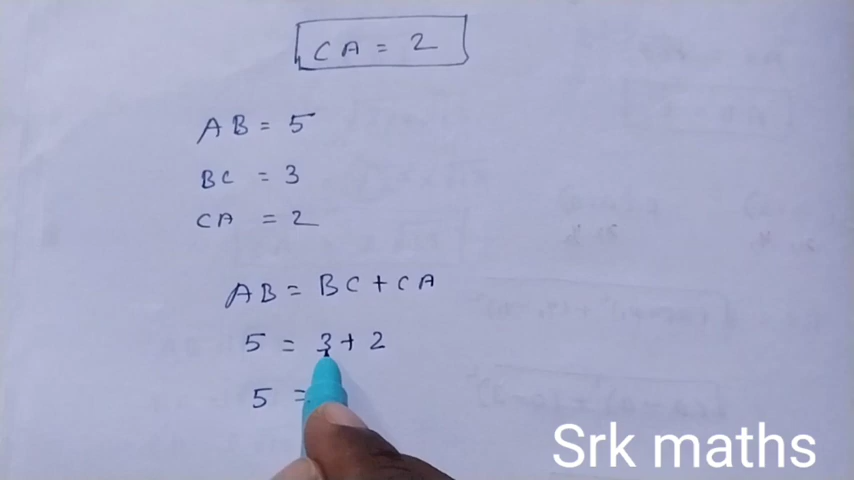 CA = 2
AB = 5
BC = 3
CA = 2
AB = BC + CA
5 = 3 + 2
5 =
Srk maths